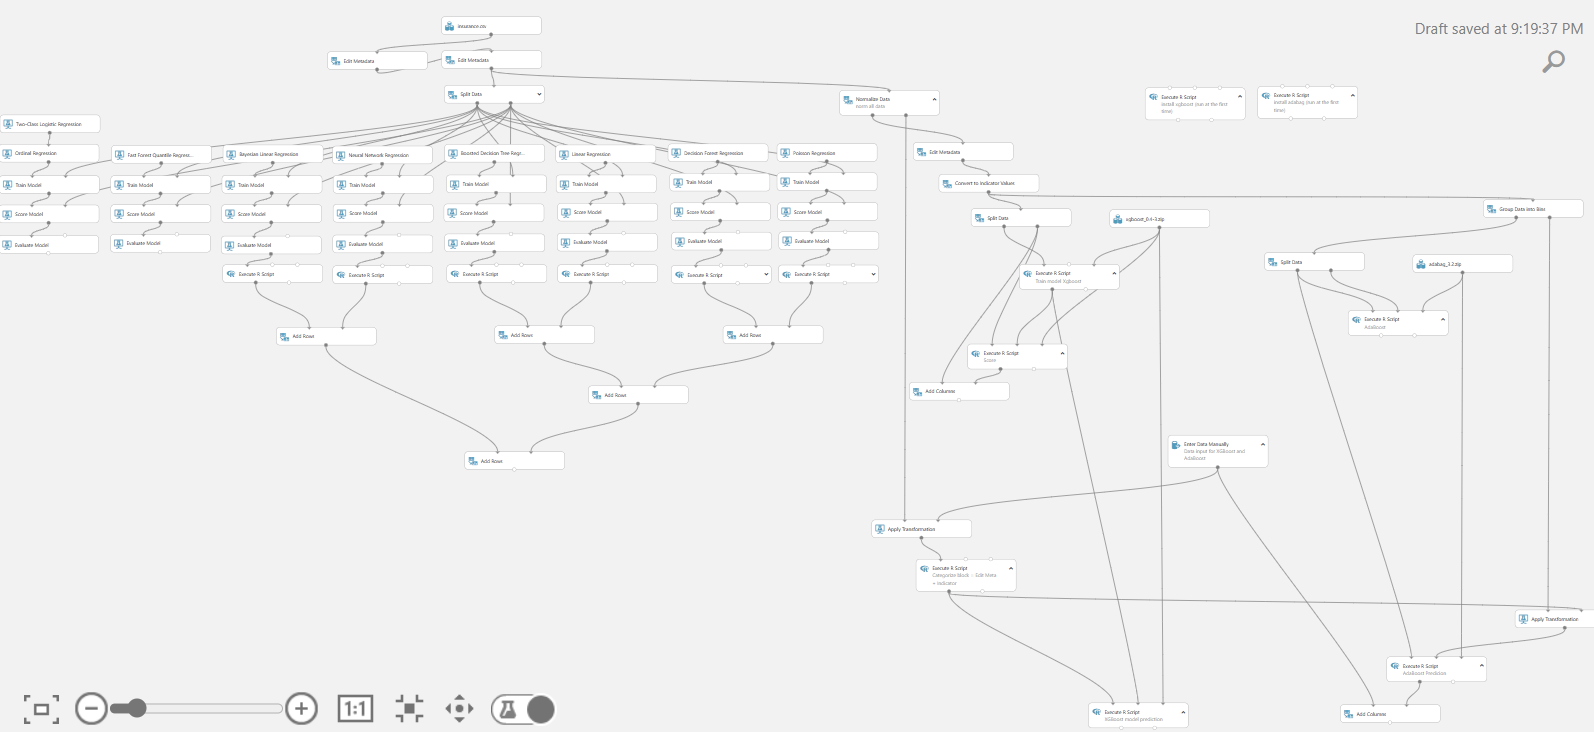 insurance.csv
Draft saved at 9:19:37 PM
Edit Metadata
Edit Metadata
Split Data
Normalize Data
norm all data
Execute R Script
Install xgboost (run at the first
time)
Execute R Script
Install adabag (run at the first
time)
Two-Class Logistic Regression
Ordinal Regression
Fast Forest Quantile Regress...
Bayesian Linear Regression
Neural Network Regression
Boosted Decision Tree Regr...
Linear Regression
Decision Forest Regression
Poisson Regression
Edit Metadata
Train Model
Train Model
Train Model
Train Model
Train Model
Train Model
Train Model
Train Model
Convert to Indicator Values
Score Model
Score Model
Score Model
Score Model
Score Model
Score Model
Score Model
Score Model
Split Data
xgboost_0.4-3.zip
Group Data into Bins
Evaluate Model
Evaluate Model
Evaluate Model
Evaluate Model
Evaluate Model
Evaluate Model
Evaluate Model
Evaluate Model
Split Data
adabag_3.2.zip
Execute R Script
Execute R Script
Execute R Script
Execute R Script
Execute R Script
Execute R Script
Execute R Script
Train model Xgboost
Execute R Script
AdaBoost
Add Rows
Add Rows
Add Rows
Execute R Script
Score
Add Columns
Add Rows
Enter Data Manually
Data Input for XGBoost and
AdaBoost
Add Rows
Apply Transformation
Execute R Script
Categorize Block - Edit Meta
+ Indicator
Apply Transformation
Execute R Script
AdaBoost Prediction
Execute R Script
XGBoost model prediction
Add Columns
1:1